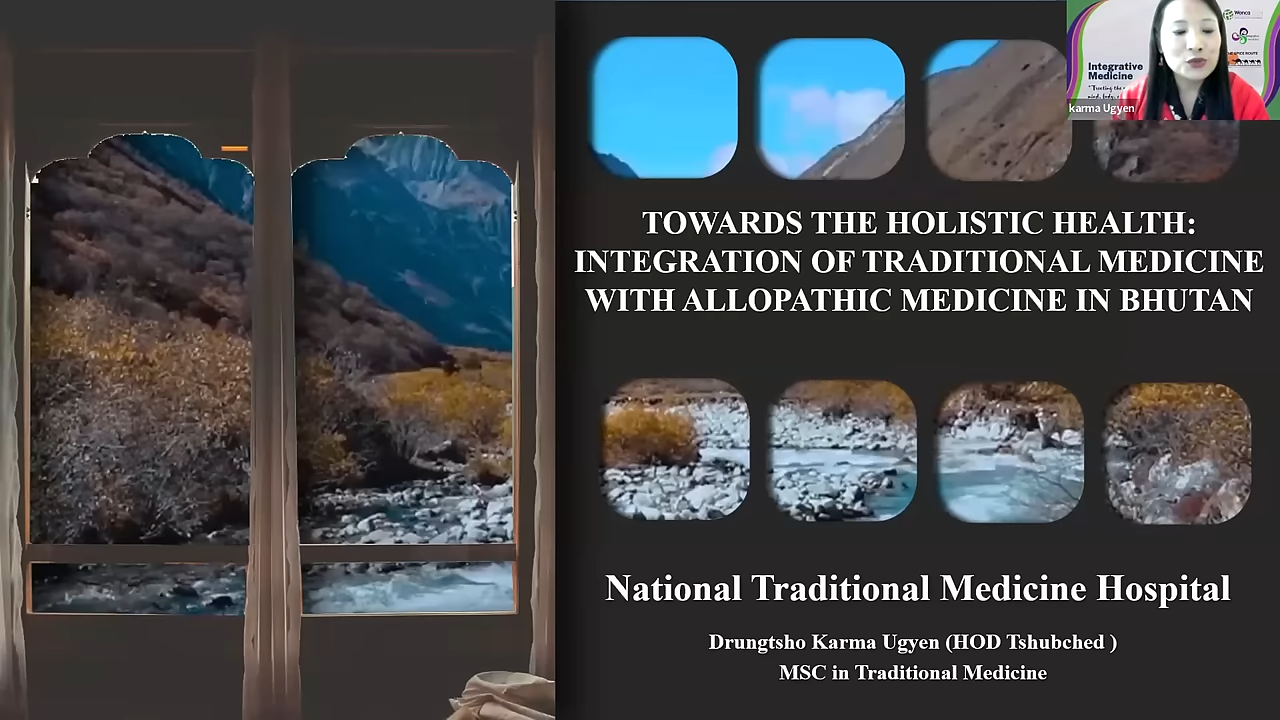 Wonca
Integrative
Medicine
karma Ugyen
TOWARDS THE HOLISTIC HEALTH:
INTEGRATION OF TRADITIONAL MEDICINE
WITH ALLOPATHIC MEDICINE IN BHUTAN
National Traditional Medicine Hospital
Drungtsho Karma Ugyen (HOD Tshubched )
MSC in Traditional Medicine